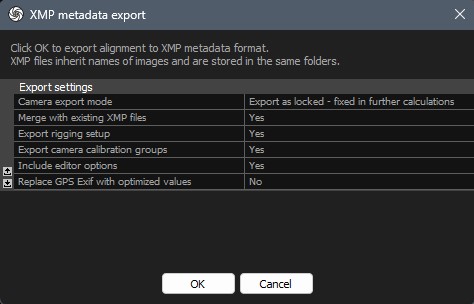 XMP metadata export
Click OK to export alignment to XMP metadata format.
XMP files inherit names of images and are stored in the same folders.
Export settings
Camera export mode Export as locked - fixed in further calculations
Merge with existing XMP files Yes
Export rigging setup Yes
Export camera calibration groups Yes
Include editor options Yes
Replace GPS Exif with optimized values No
OK Cancel